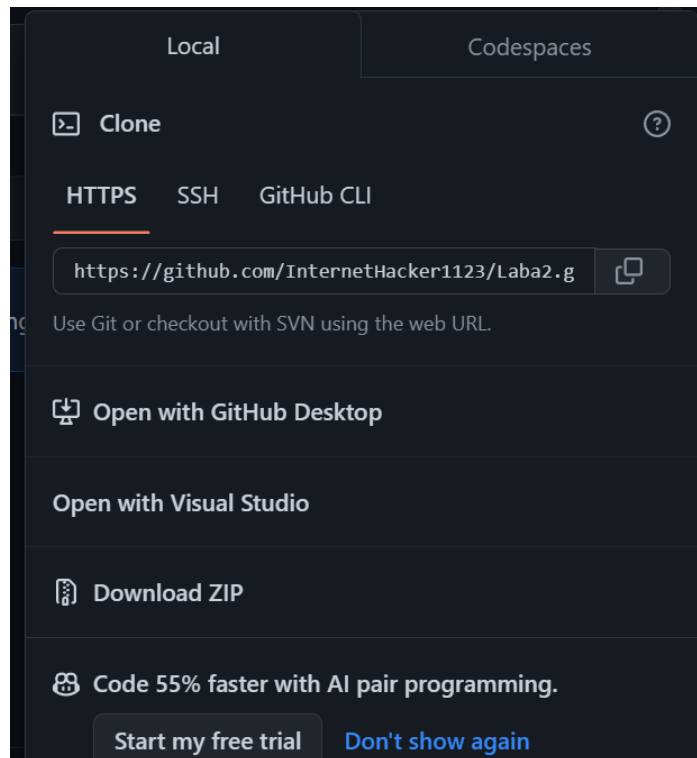 Local
Codespaces
Clone
HTTPS SSH GitHub CLI
https://github.com/InternetHacker1123/Laba2.g
Use Git or checkout with SVN using the web URL.
Open with GitHub Desktop
Open with Visual Studio
Download ZIP
Code 55% faster with AI pair programming.
Start my free trial
Don't show again